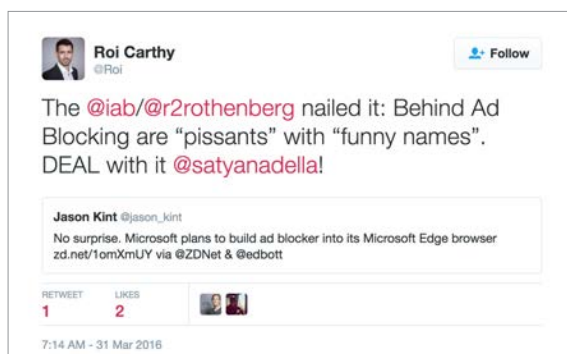 Roi Carthy
@Roi
Follow
The @iab/@r2rothenberg nailed it: Behind Ad
Blocking are “pissants” with “funny names”.
DEAL with it @satyanadella!
Jason Kint @jason_kint
No surprise. Microsoft plans to build ad blocker into its Microsoft Edge browser
zd.net/1omXmUY via @ZDNet & @edbott
RETWEET LIKES
1 2
7:14 AM - 31 Mar 2016